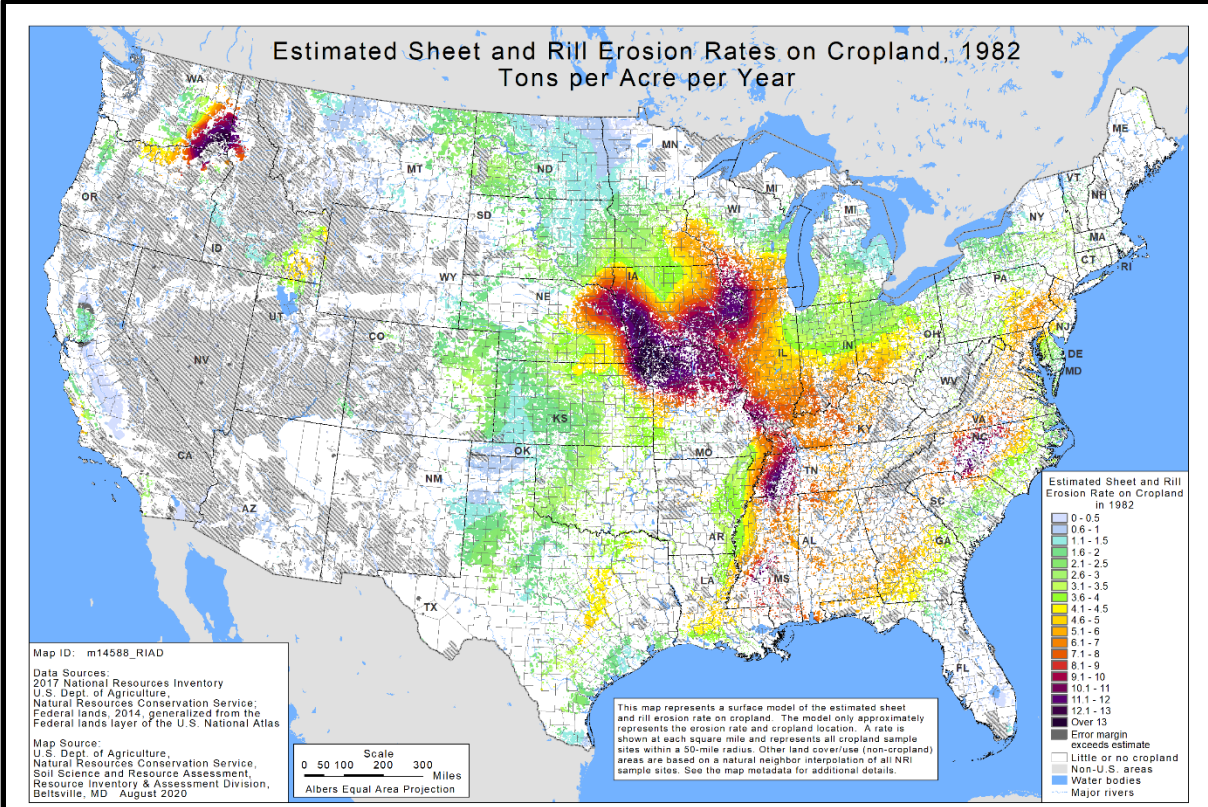 Estimated Sheet and Rill Erosion Rates on Cropland, 1982
Tons per Acre per Year
WA
OR
MT
ND
MN
MI
WI
MI
ME
VT
NH
NY
MA
CT
RI
ID
SD
WY
NE
IA
PA
NJ
OH
DE
MD
NV
UT
CO
IL
IN
WV
VA
CA
KS
MO
KY
NC
AZ
NM
OK
TN
SC
AR
AL
GA
TX
LA
MS
FL
Estimated Sheet and Rill
Erosion Rate on Cropland
in 1982
0 - 0.5
0.6 - 1
1.1 - 1.5
1.6 - 2
2.1 - 2.5
2.6 - 3
3.1 - 3.5
3.6 - 4
4.1 - 4.5
4.6 - 5
5.1 - 6
6.1 - 7
7.1 - 8
8.1 - 9
9.1 - 10
10.1 - 11
11.1 - 12
12.1 - 13
Over 13
Error margin
exceeds estimate
Little or no cropland
Non-U.S. areas
Water bodies
Major rivers
Map ID: m14588_RIAD
Data Sources:
2017 National Resources Inventory
U.S. Dept. of Agriculture,
Natural Resources Conservation Service;
Federal lands, 2014, generalized from the
Federal lands layer of the U.S. National Atlas
Map Source:
U.S. Dept. of Agriculture,
Natural Resources Conservation Service,
Soil Science and Resource Assessment,
Resource Inventory & Assessment Division,
Beltsville, MD August 2020
Scale
0 50 100 200 300
Miles
Albers Equal Area Projection
This map represents a surface model of the estimated sheet
and rill erosion rate on cropland. The model only approximately
represents the erosion rate and cropland location. A rate is
shown at each square mile and represents all cropland sample
sites within a 50-mile radius. Other land cover/use (non-cropland)
areas are based on a natural neighbor interpolation of all NRI
sample sites. See the map metadata for additional details.